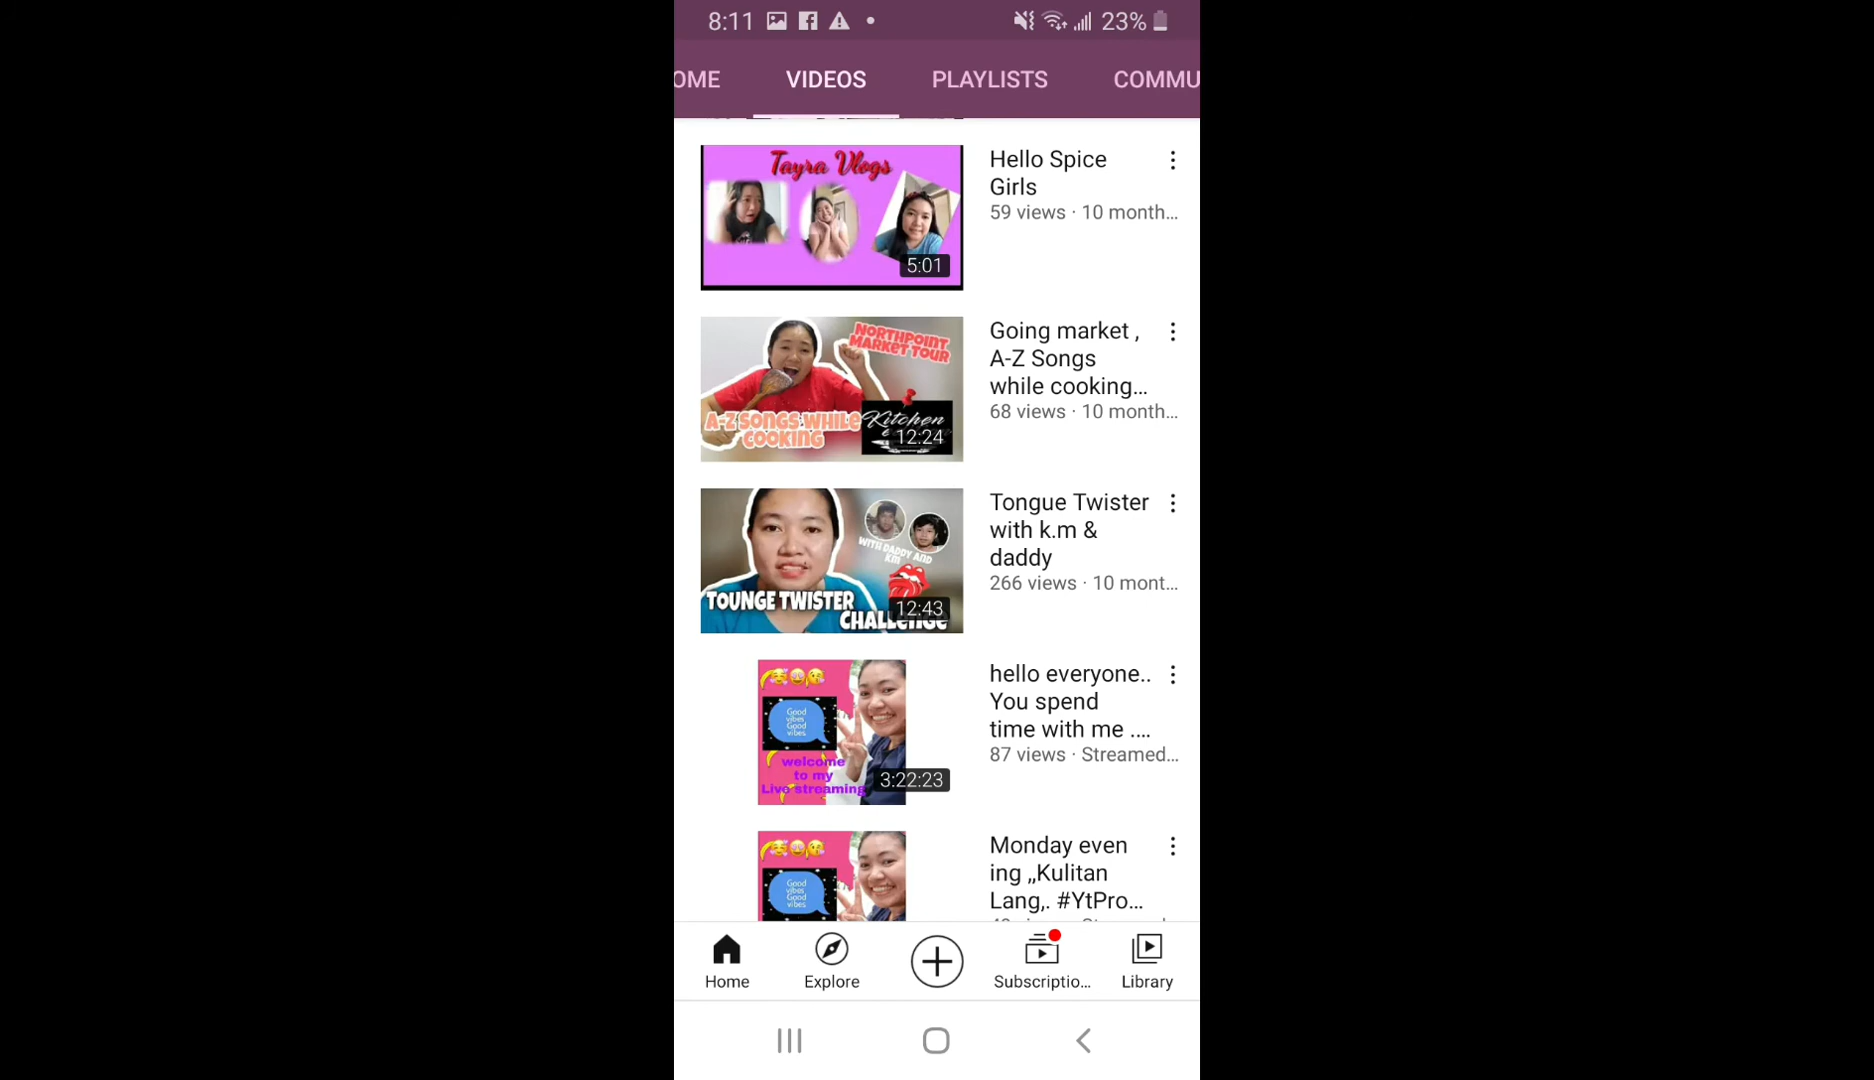 8:11
23%
OME VIDEOS PLAYLISTS COMMU
Tayra Vlogs
5:01
Hello Spice
Girls
59 views · 10 month...
NORTHPOINT
MARKET TOUR
A-Z SONGS WHILE
COOKING
Kitchen
12:24
Going market ,
A-Z Songs
while cooking...
68 views · 10 month...
WITH DADDY AND
KM
TOUNGE TWISTER
CHALLENGE
12:43
Tongue Twister
with k.m &
daddy
266 views · 10 mont...
Good
vibes
Good
vibes
welcome
to my
Live streaming
3:22:23
hello everyone..
You spend
time with me ....
87 views · Streamed...
Good
vibes
Good
vibes
Monday even
ing ,,Kulitan
Lang,. #YtPro...
Home Explore Subscriptio... Library